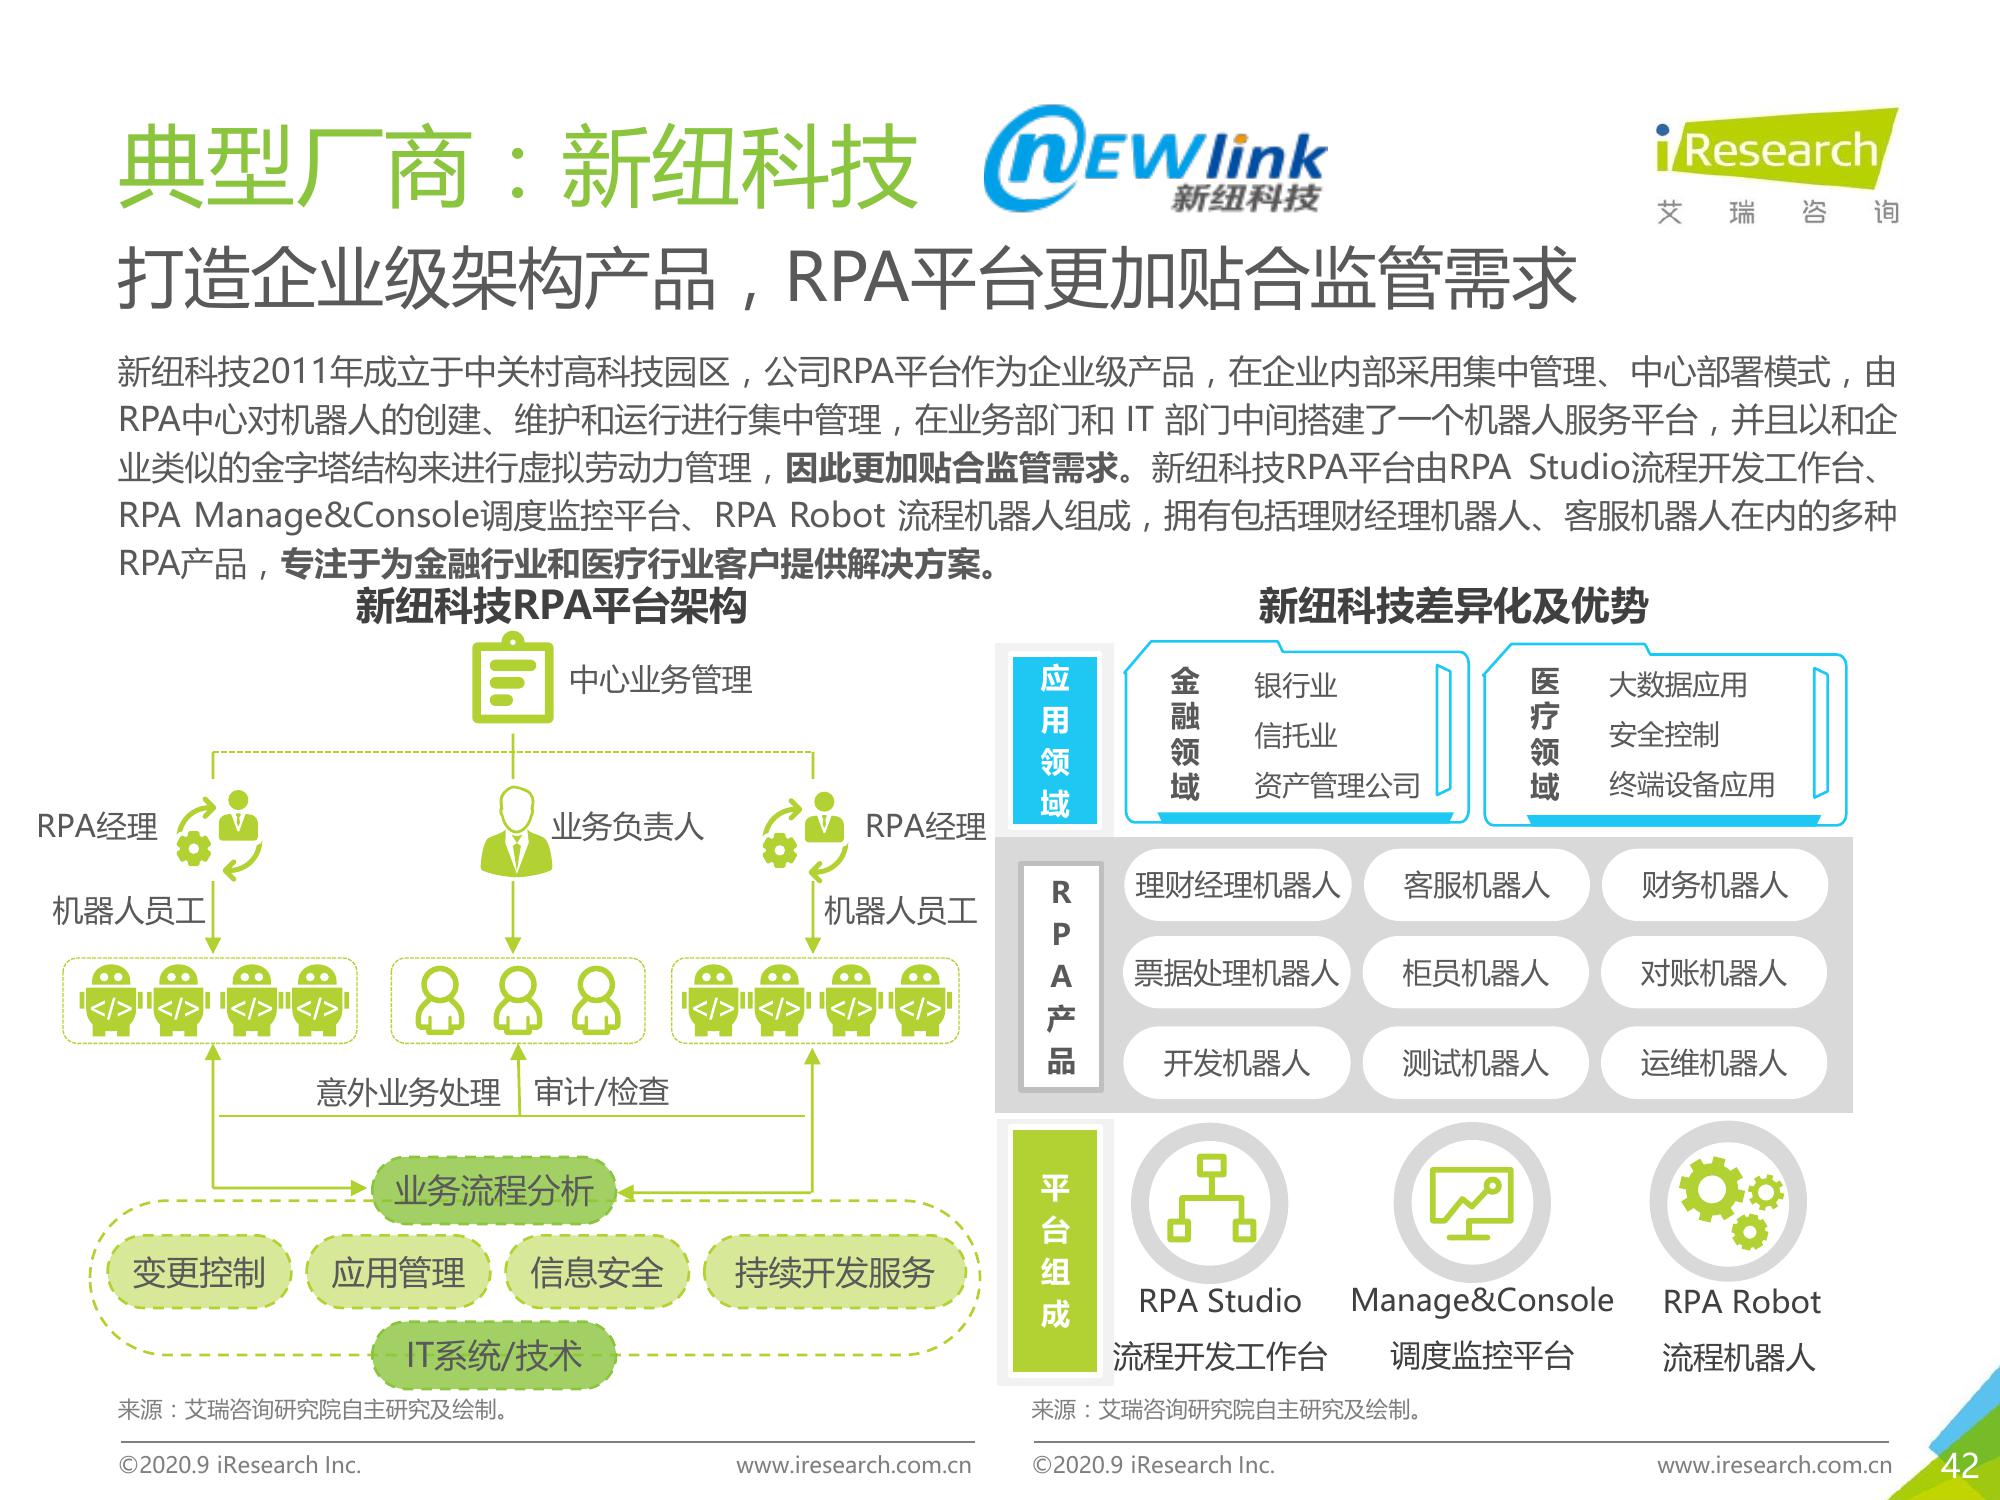 典型厂商：新纽科技
nEWlink
新纽科技
iResearch
艾瑞咨询
打造企业级架构产品，RPA平台更加贴合监管需求
新纽科技2011年成立于中关村高科技园区，公司RPA平台作为企业级产品，在企业内部采用集中管理、中心部署模式，由
RPA中心对机器人的创建、维护和运行进行集中管理，在业务部门和 IT 部门中间搭建了一个机器人服务平台，并且以和企
业类似的金字塔结构来进行虚拟劳动力管理，因此更加贴合监管需求。新纽科技RPA平台由RPA Studio流程开发工作台、
RPA Manage&Console调度监控平台、RPA Robot 流程机器人组成，拥有包括理财经理机器人、客服机器人在内的多种
RPA产品，专注于为金融行业和医疗行业客户提供解决方案。
新纽科技RPA平台架构
中心业务管理
RPA经理
业务负责人
RPA经理
机器人员工
机器人员工
</> </> </> </>
</> </> </> </>
意外业务处理
审计/检查
业务流程分析
变更控制
应用管理
信息安全
持续开发服务
IT系统/技术
来源：艾瑞咨询研究院自主研究及绘制。
©2020.9 iResearch Inc.
www.iresearch.com.cn
新纽科技差异化及优势
应用领域
金融领域
银行业
信托业
资产管理公司
医疗领域
大数据应用
安全控制
终端设备应用
RPA产品
理财经理机器人
客服机器人
财务机器人
票据处理机器人
柜员机器人
对账机器人
开发机器人
测试机器人
运维机器人
平台组成
RPA Studio
流程开发工作台
Manage&Console
调度监控平台
RPA Robot
流程机器人
来源：艾瑞咨询研究院自主研究及绘制。
©2020.9 iResearch Inc.
www.iresearch.com.cn
42